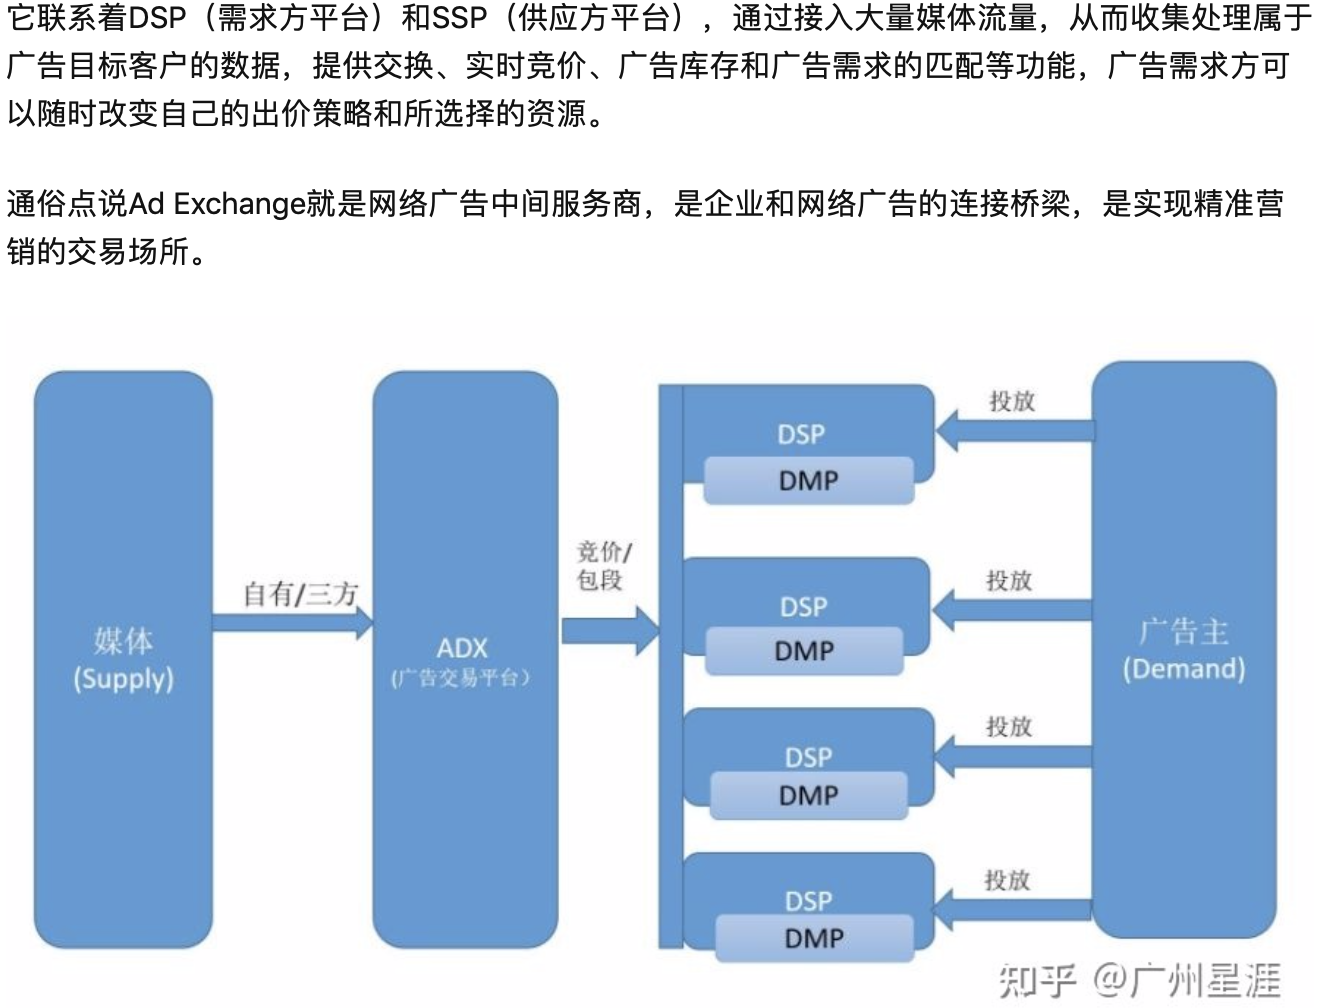 它联系着DSP（需求方平台）和SSP（供应方平台），通过接入大量媒体流量，从而收集处理属于
广告目标客户的数据，提供交换、实时竞价、广告库存和广告需求的匹配等功能，广告需求方可
以随时改变自己的出价策略和所选择的资源。
通俗点说Ad Exchange就是网络广告中间服务商，是企业和网络广告的连接桥梁，是实现精准营
销的交易场所。
媒体
(Supply)
自有/三方
ADX
(广告交易平台）
竞价/
包段
DSP
DMP
DSP
DMP
DSP
DMP
DSP
DMP
投放
投放
投放
投放
广告主
(Demand)
知乎 @广州星涯